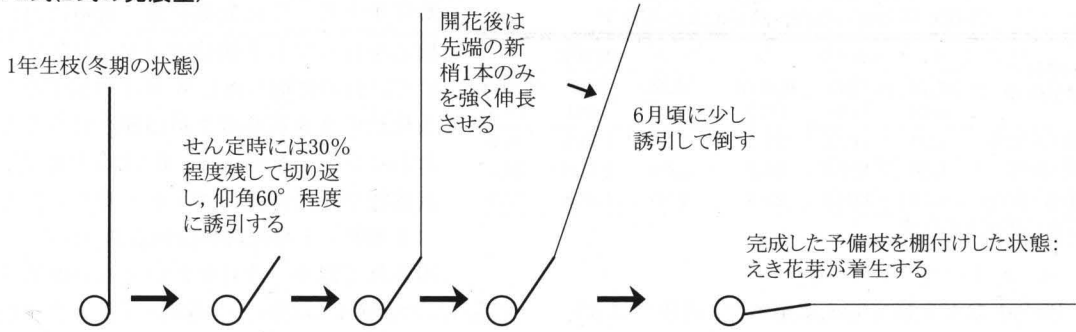 1年生枝(冬期の状態)
せん定時には30%
程度残して切り返
し，仰角60° 程度
に誘引する
開花後は
先端の新
梢1本のみ
を強く伸長
させる
6月頃に少し
誘引して倒す
完成した予備枝を棚付けした状態：
えき花芽が着生する